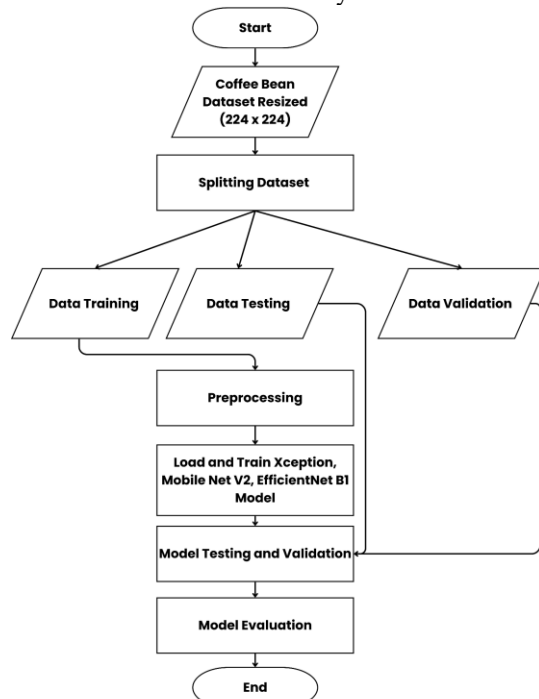 Start
Coffee Bean
Dataset Resized
(224 x 224)
Splitting Dataset
Data Training
Data Testing
Data Validation
Preprocessing
Load and Train Xception,
Mobile Net V2, EfficientNet B1
Model
Model Testing and Validation
Model Evaluation
End